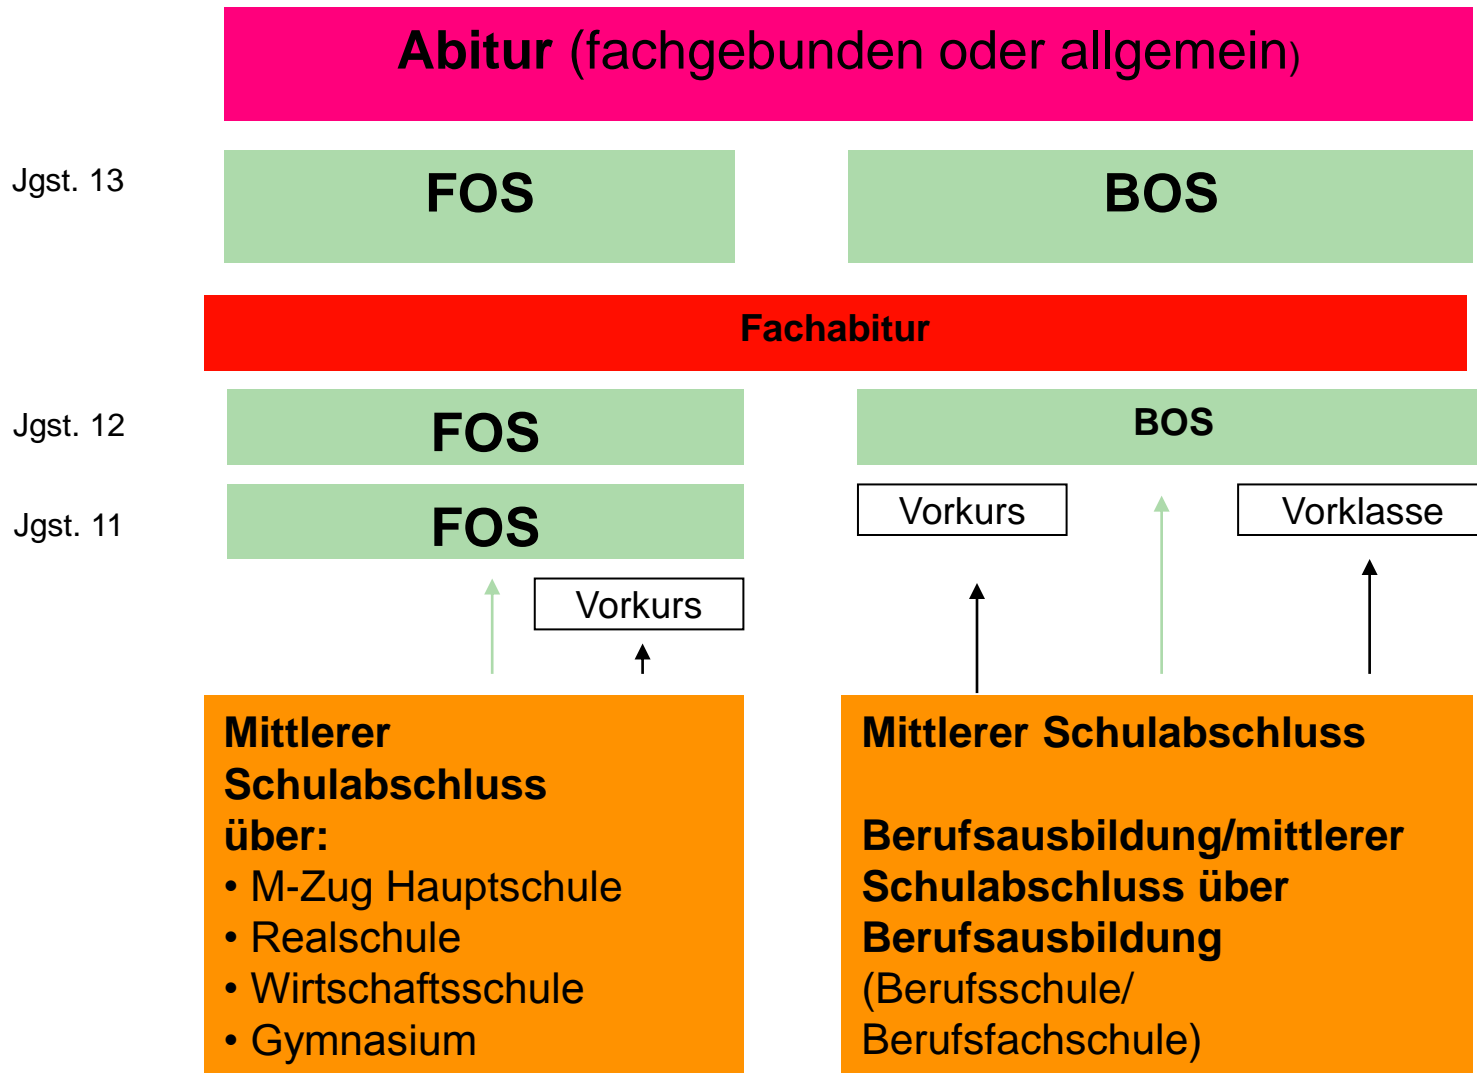 Abitur (fachgebunden oder allgemein)
Jgst. 13
FOS
BOS
Fachabitur
Jgst. 12
FOS
BOS
Jgst. 11
FOS
Vorkurs
Vorklasse
Vorkurs
Mittlerer
Schulabschluss
über:
• M-Zug Hauptschule
• Realschule
• Wirtschaftsschule
• Gymnasium
Mittlerer Schulabschluss
Berufsausbildung/mittlerer
Schulabschluss über
Berufsausbildung
(Berufsschule/
Berufsfachschule)